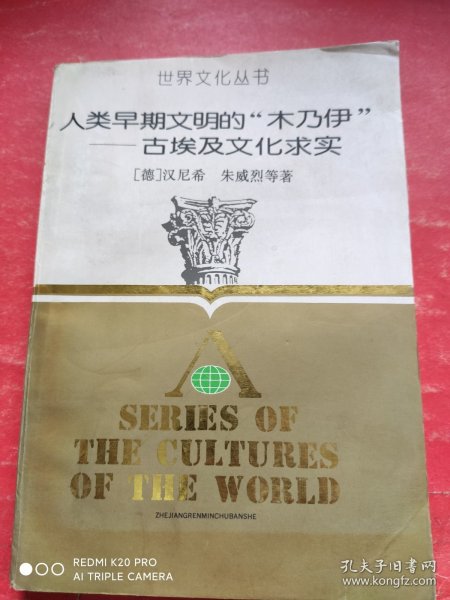 世界文化丛书
人类早期文明的“木乃伊”
——古埃及文化求实
[德]汉尼希 朱威烈等著
SERIES OF
THE CULTURES
OF THE WORLD
ZHEJIANGRENMINCHUBANSHE
REDMI K20 PRO
AI TRIPLE CAMERA
孔夫子旧书网
www.kongfz.com